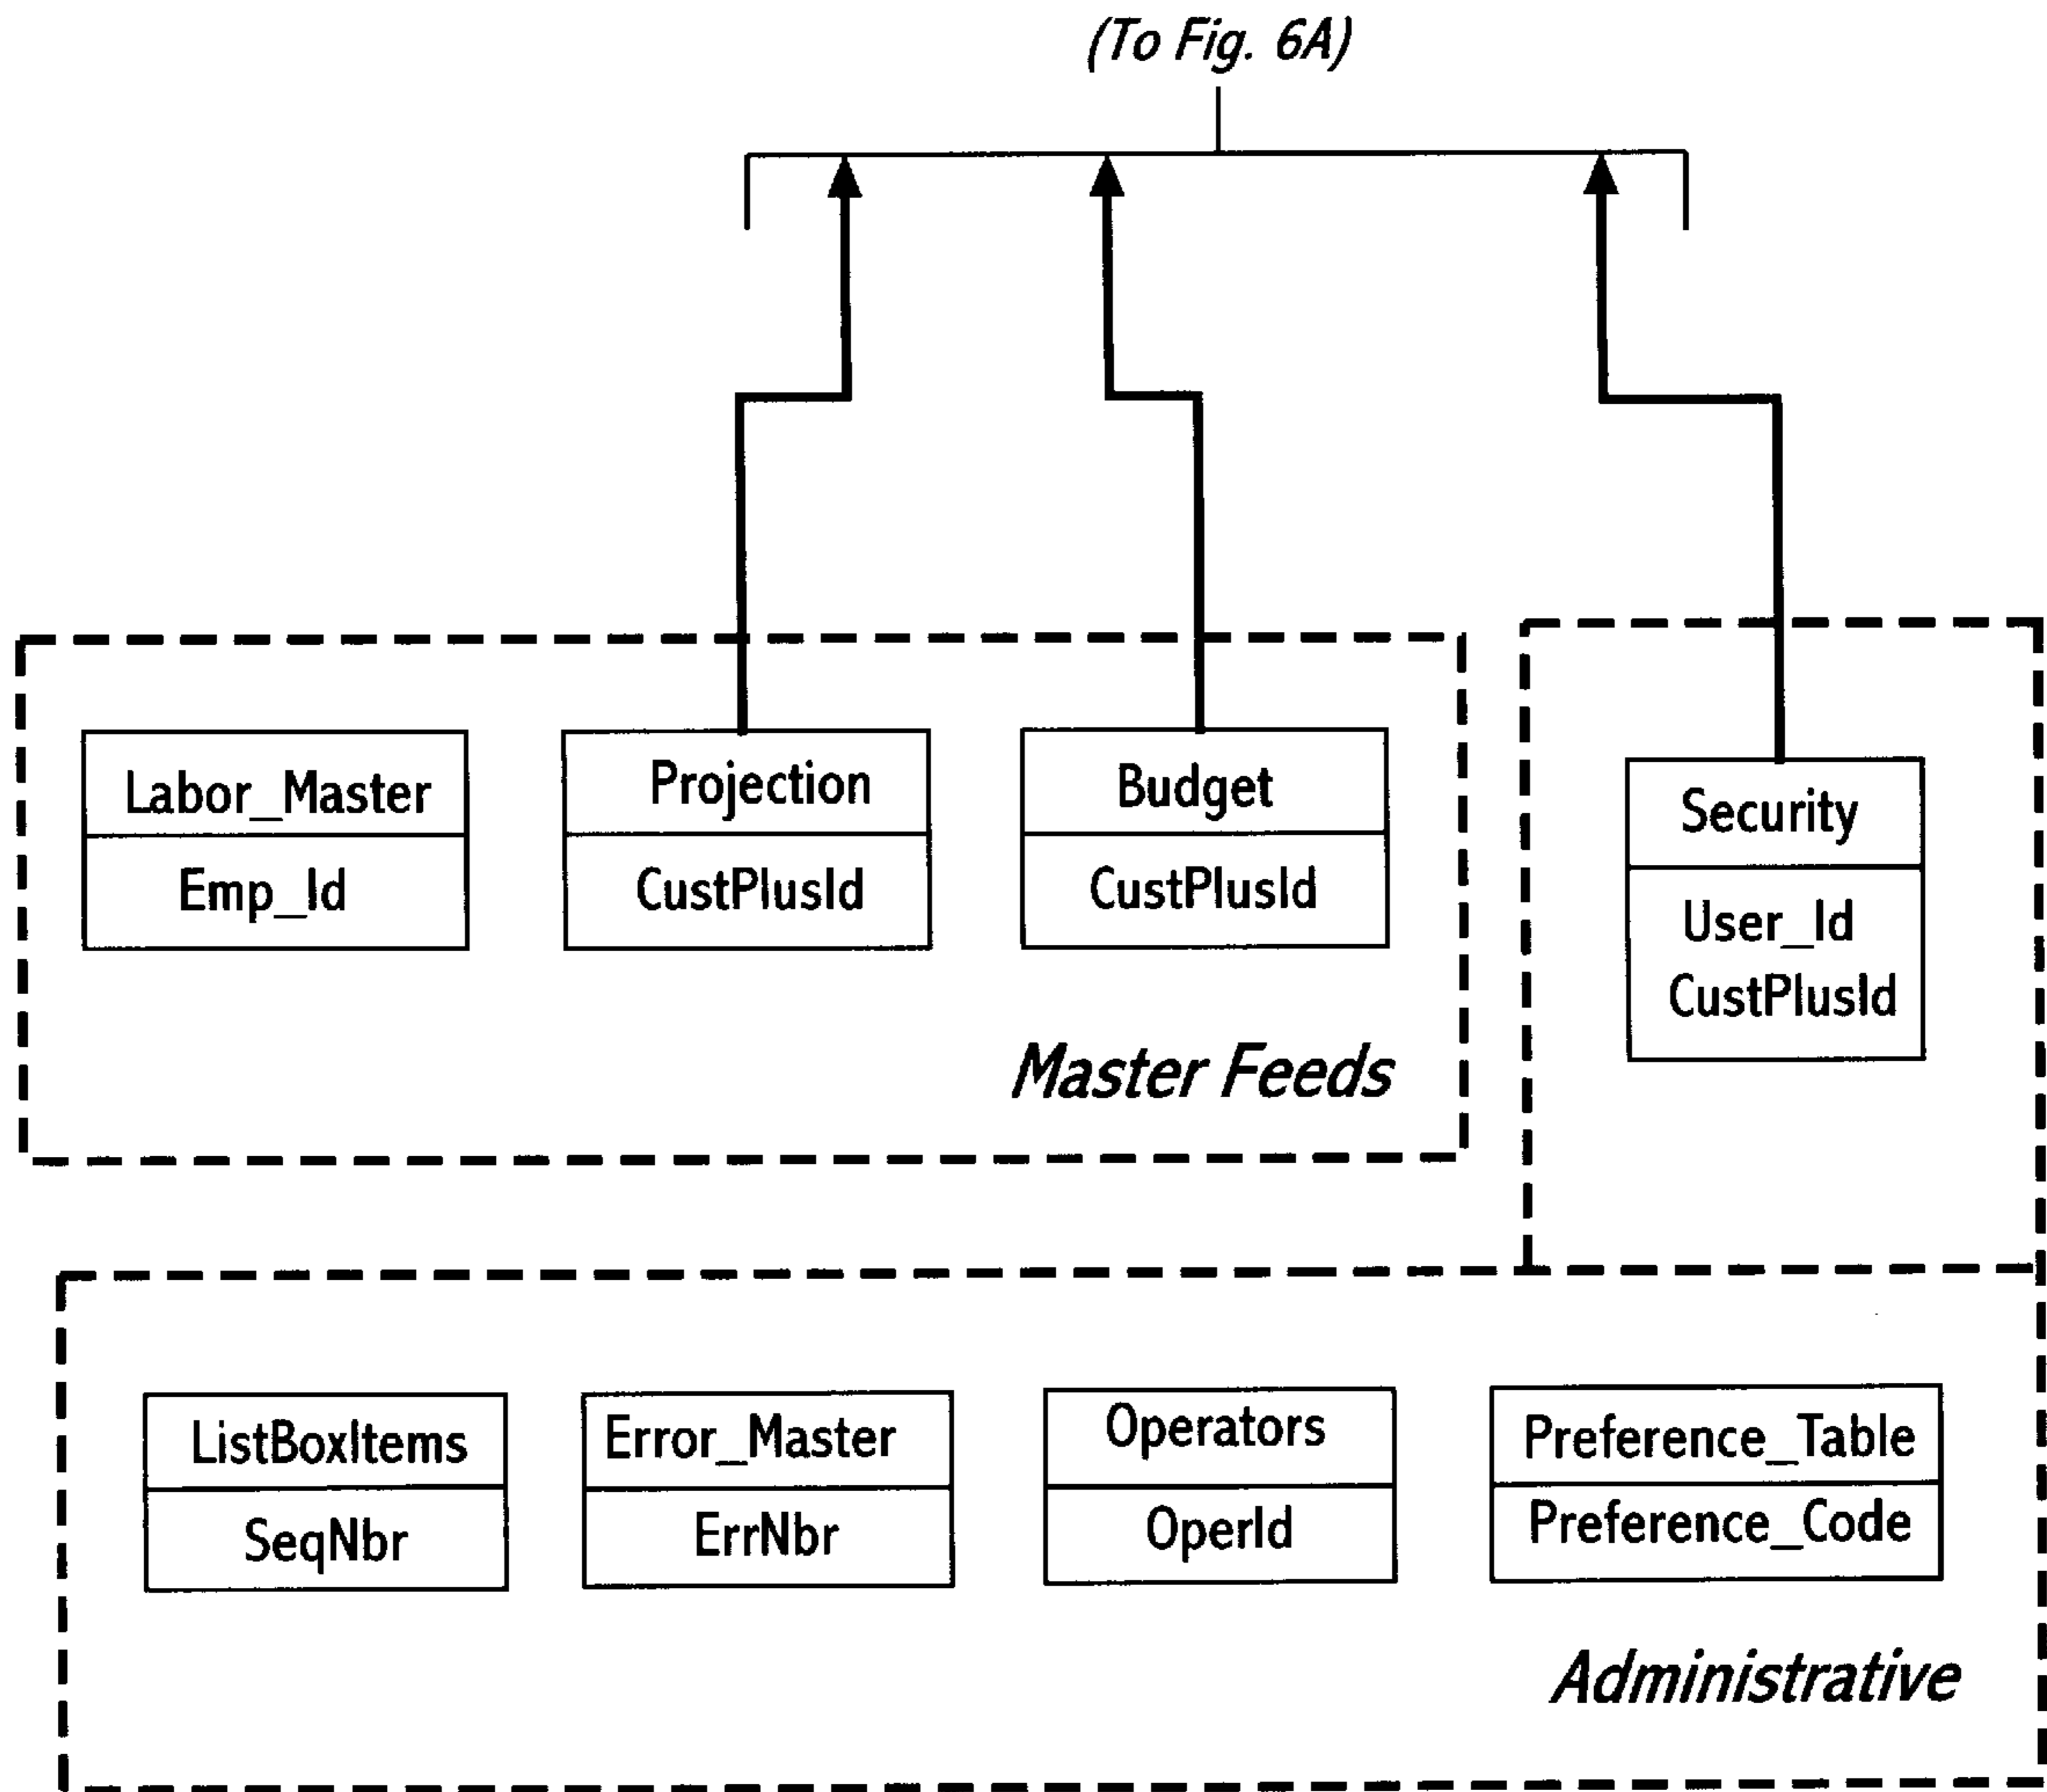 (To Fig. 6A)
Labor_Master
Emp_Id
Projection
CustPlusId
Budget
CustPlusId
Security
User_Id
CustPlusId
Master Feeds
ListBoxItems
SeqNbr
Error_Master
ErrNbr
Operators
OperId
Preference_Table
Preference_Code
Administrative